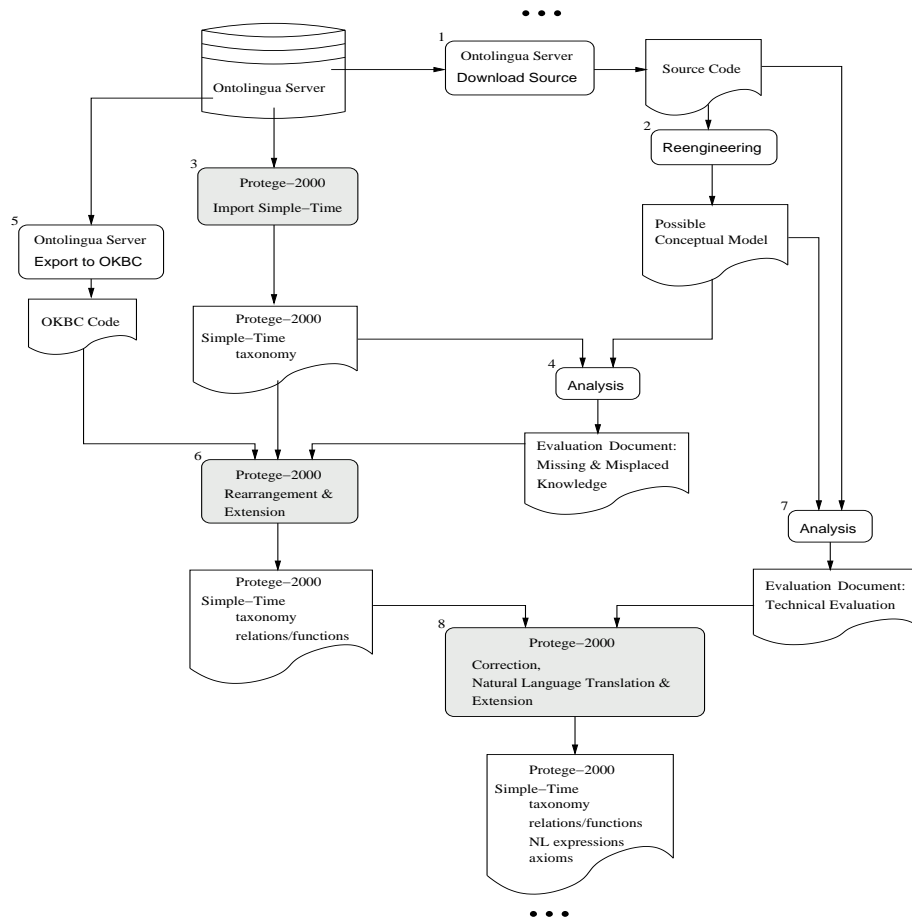 • • •
Ontolingua Server
1
Ontolingua Server
Download Source
Source Code
2
Reengineering
3
Protege−2000
Import Simple−Time
5
Ontolingua Server
Export to OKBC
Possible
Conceptual Model
OKBC Code
Protege−2000
Simple−Time
taxonomy
4
Analysis
Evaluation Document:
Missing & Misplaced
Knowledge
6
Protege−2000
Rearrangement &
Extension
7
Analysis
Protege−2000
Simple−Time
taxonomy
relations/functions
Evaluation Document:
Technical Evaluation
8
Protege−2000
Correction,
Natural Language Translation &
Extension
Protege−2000
Simple−Time
taxonomy
relations/functions
NL expressions
axioms
• • •